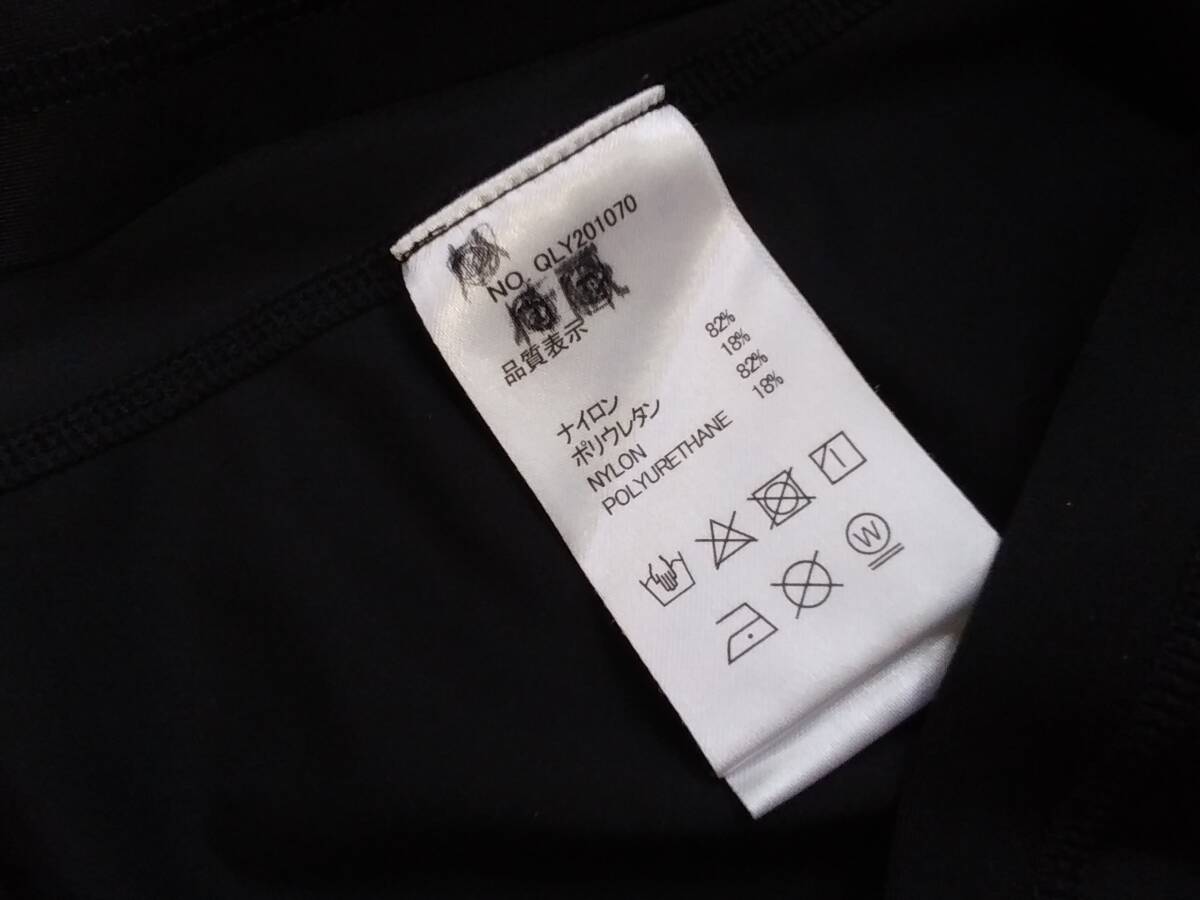 NO. QLY201070
品質表示
ナイロン 82%
ポリウレタン 18%
NYLON 82%
POLYURETHANE 18%
1
W